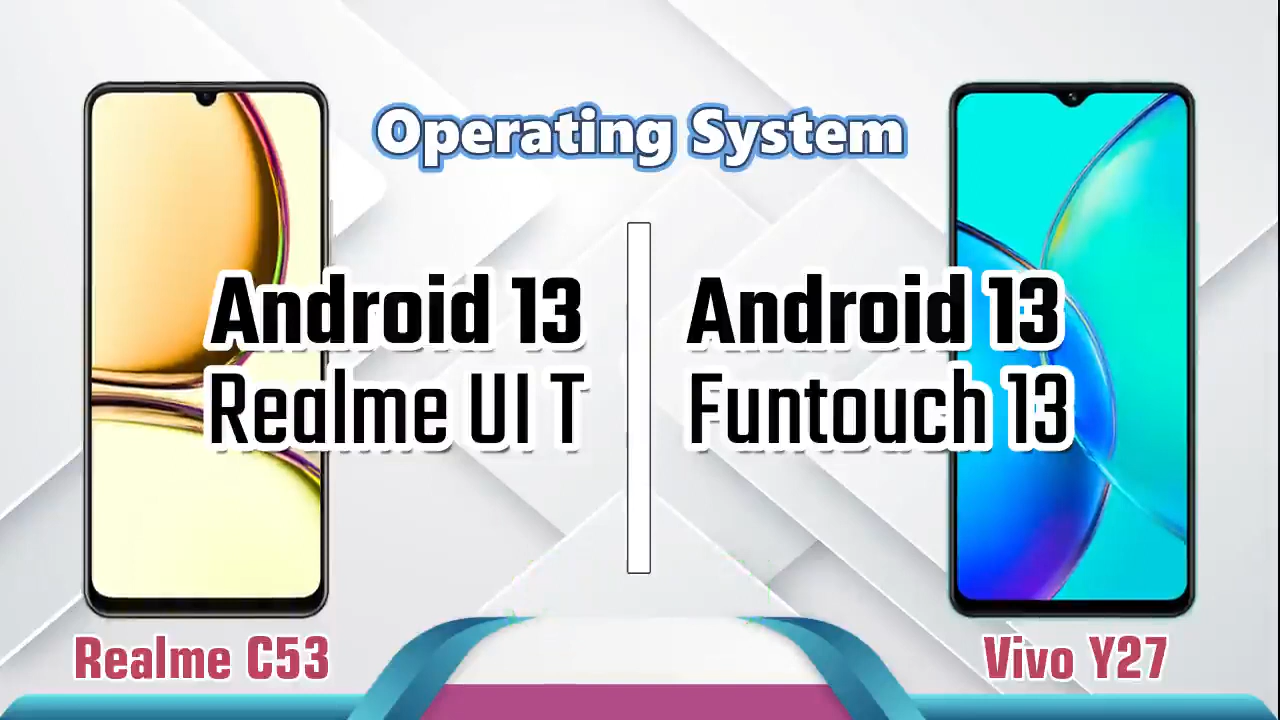 Operating System
Android 13
Realme UI T
Android 13
Funtouch 13
Realme C53
Vivo Y27